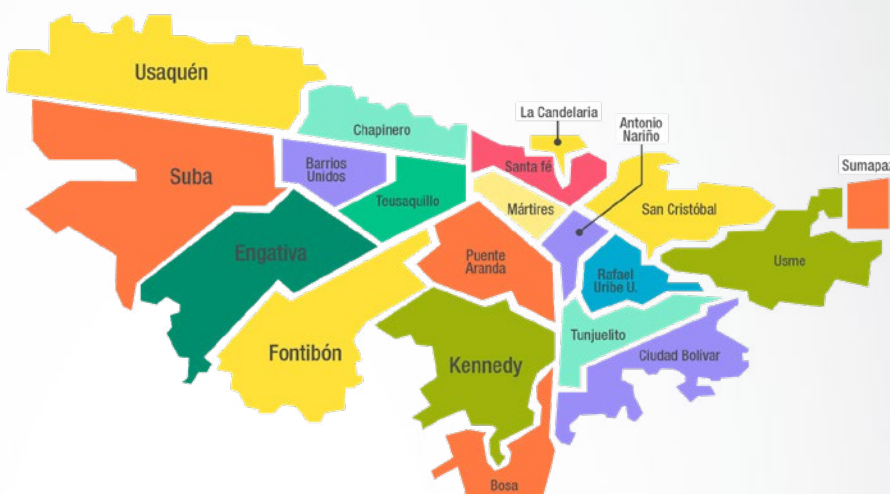 Usaquén
Chapinero
La Candelaria
Antonio
Nariño
Suba
Barrios
Unidos
Santa fé
Sumapaz
Teusaquillo
Mártires
San Cristóbal
Engativa
Puente
Aranda
Rafael
Uribe U.
Usme
Fontibón
Kennedy
Tunjuelito
Ciudad Bolívar
Bosa